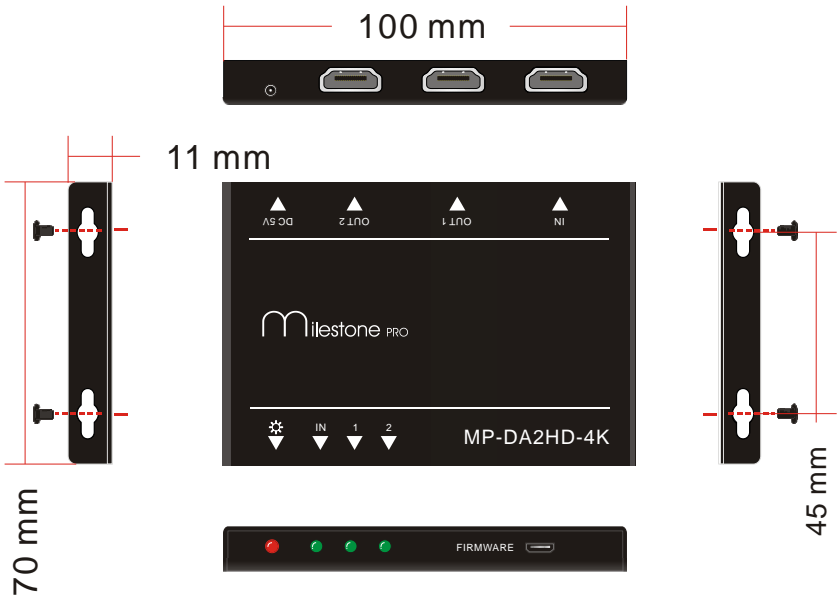 100 mm
11 mm
DC 5V
OUT 2
OUT 1
IN
milestone PRO
IN 1 2
MP-DA2HD-4K
70 mm
45 mm
FIRMWARE